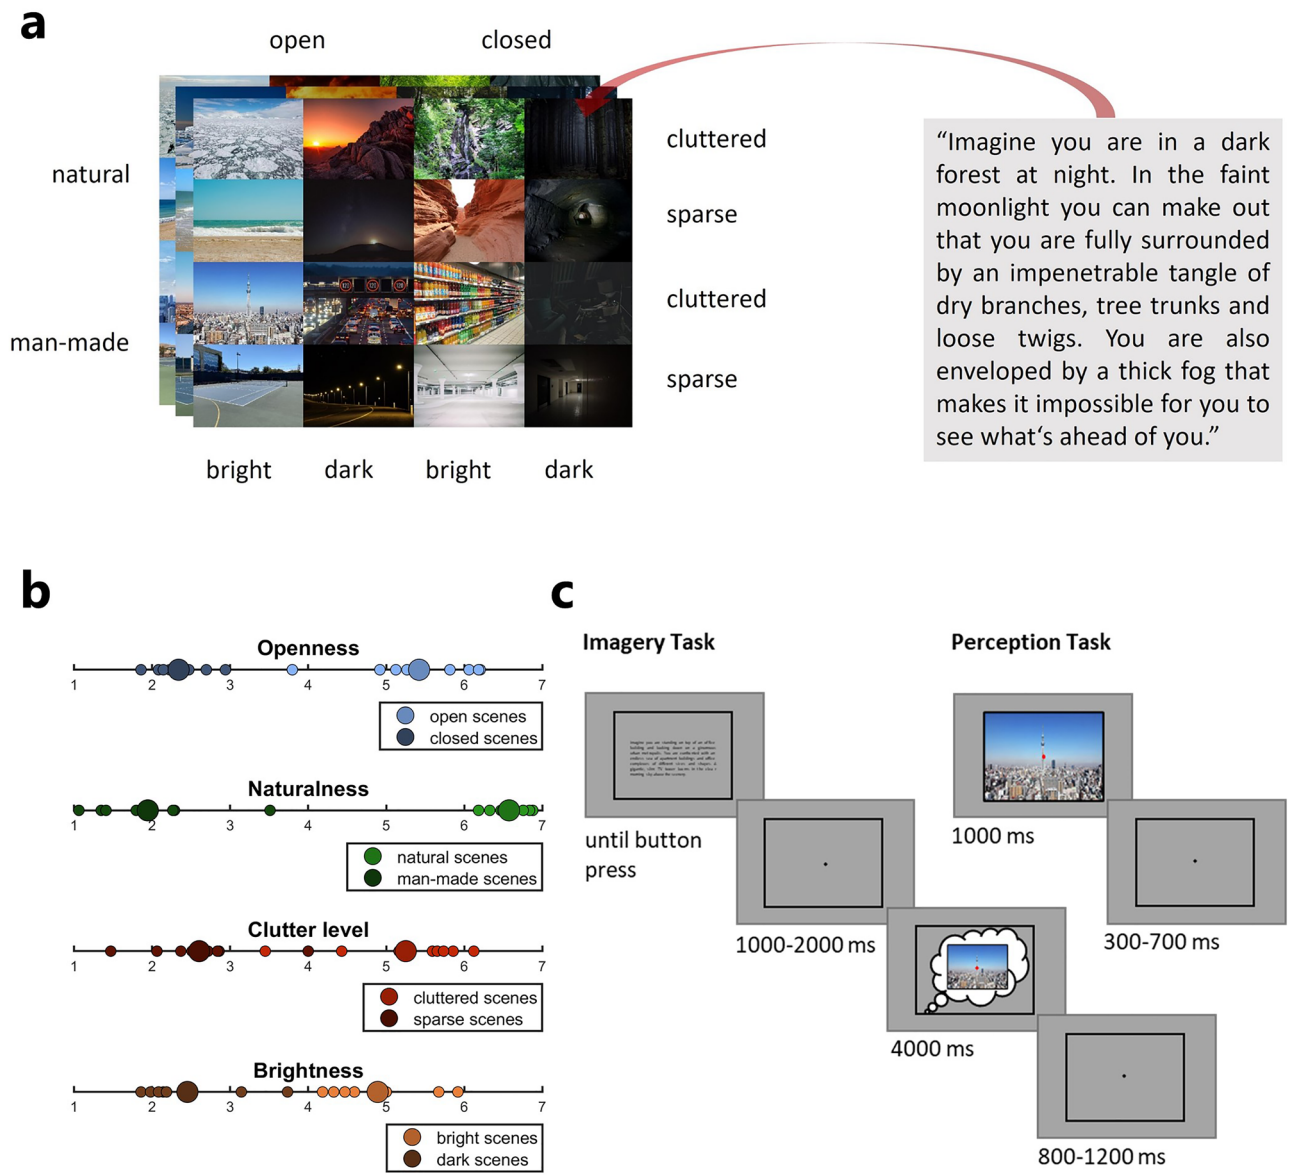 a
open closed
natural
man-made
cluttered
sparse
cluttered
sparse
bright dark bright dark
“Imagine you are in a dark
forest at night. In the faint
moonlight you can make out
that you are fully surrounded
by an impenetrable tangle of
dry branches, tree trunks and
loose twigs. You are also
enveloped by a thick fog that
makes it impossible for you to
see what‘s ahead of you.”
b
Openness
1 2 3 4 5 6 7
open scenes
closed scenes
Naturalness
1 2 3 4 5 6 7
natural scenes
man-made scenes
Clutter level
1 2 3 4 5 6 7
cluttered scenes
sparse scenes
Brightness
1 2 3 4 5 6 7
bright scenes
dark scenes
c
Imagery Task
until button
press
1000-2000 ms
4000 ms
800-1200 ms
Perception Task
1000 ms
300-700 ms